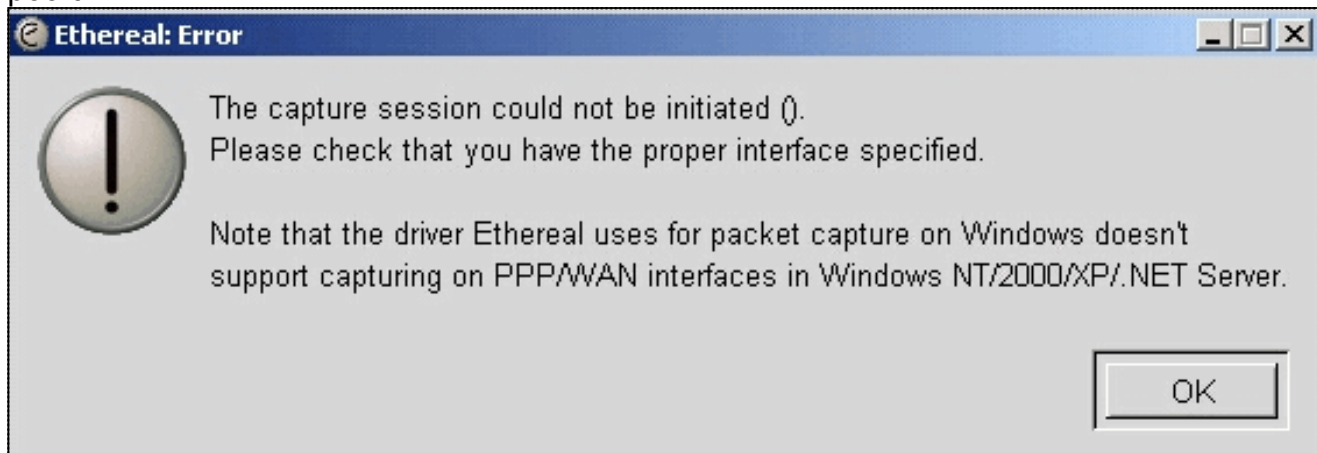 Ethereal: Error
The capture session could not be initiated ().
Please check that you have the proper interface specified.
Note that the driver Ethereal uses for packet capture on Windows doesn't
support capturing on PPP/WAN interfaces in Windows NT/2000/XP/.NET Server.
OK